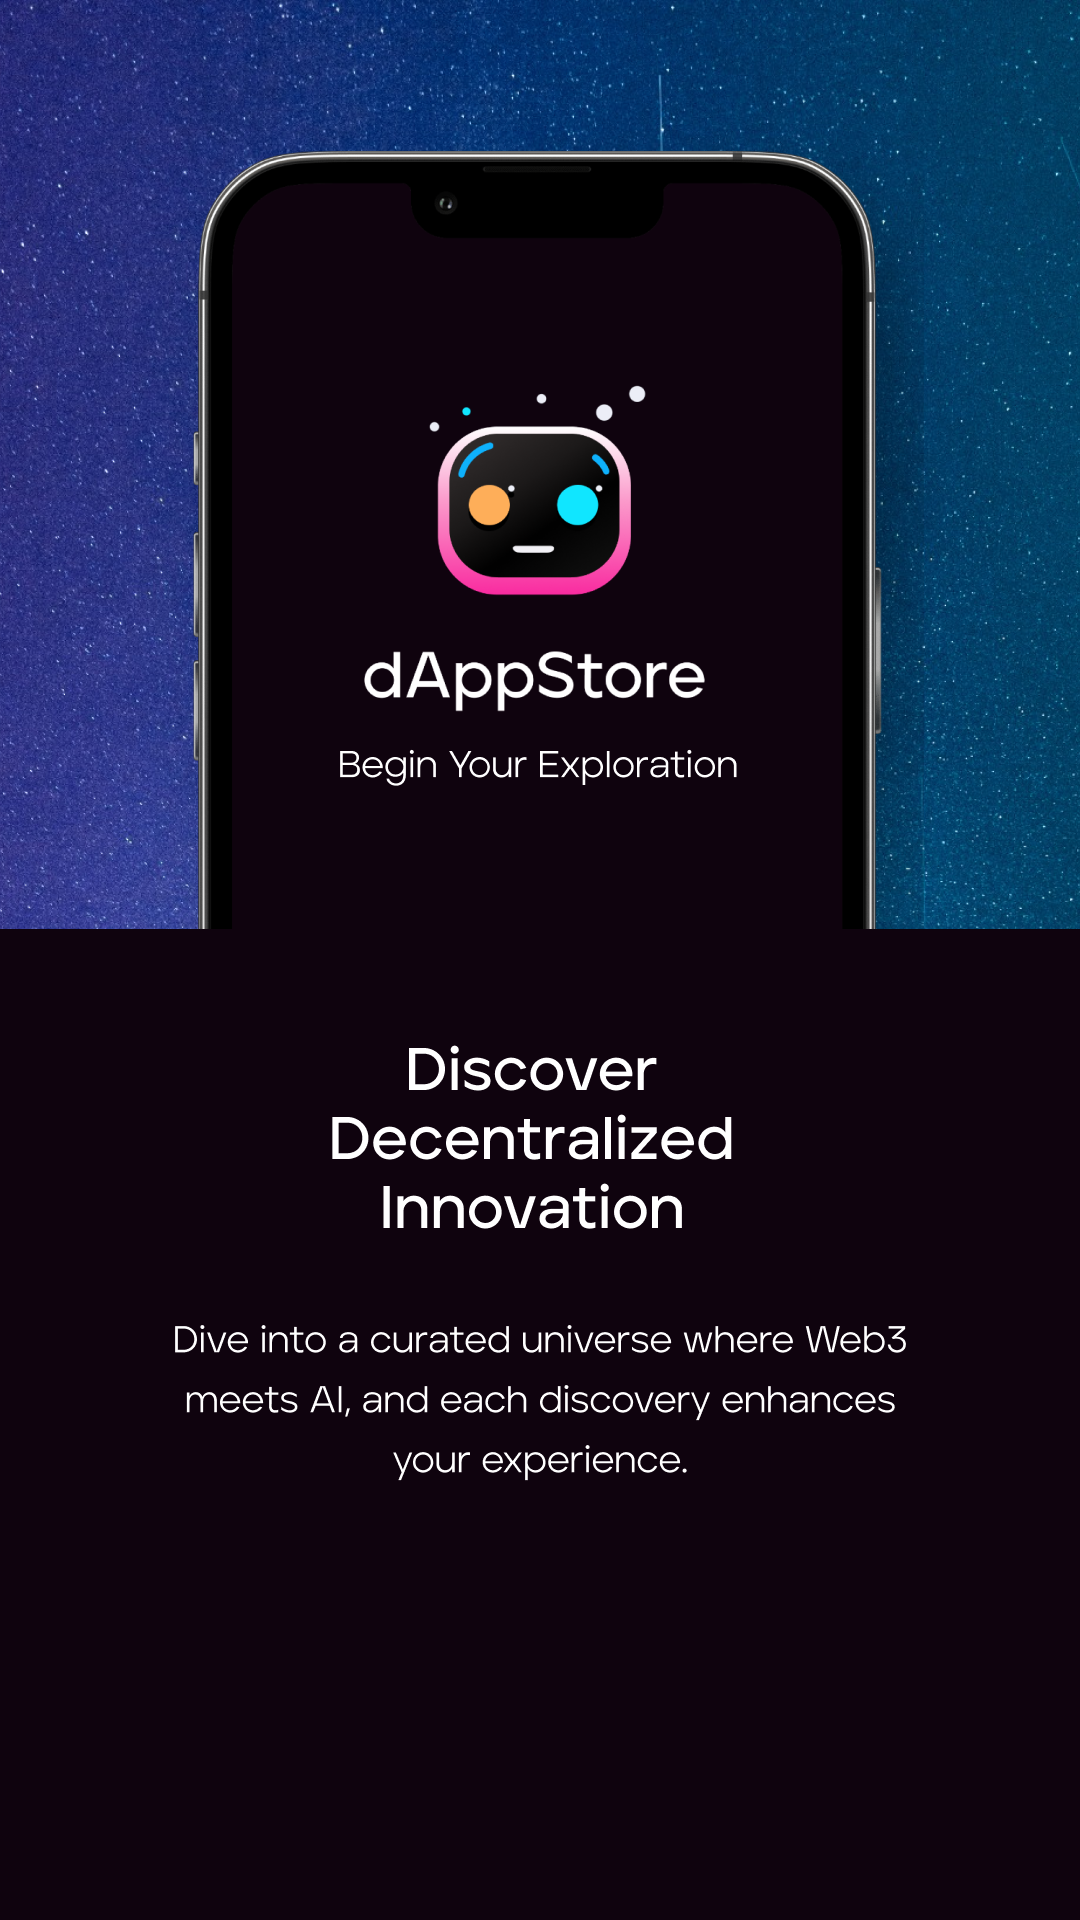 dAppStore
Begin Your Exploration
Discover
Decentralized
Innovation
Dive into a curated universe where Web3
meets AI, and each discovery enhances
your experience.